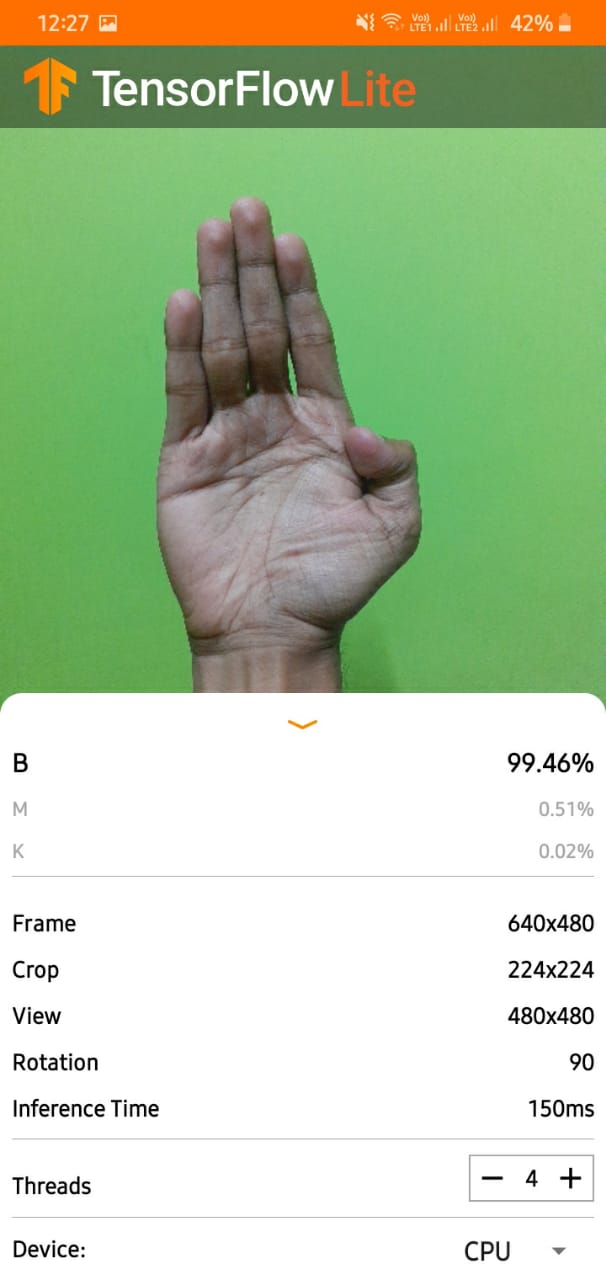 12:27 Vo)) LTE1 Vo)) LTE2 42%
TensorFlow Lite
B 99.46%
M 0.51%
K 0.02%
Frame 640x480
Crop 224x224
View 480x480
Rotation 90
Inference Time 150ms
Threads — 4 +
Device: CPU